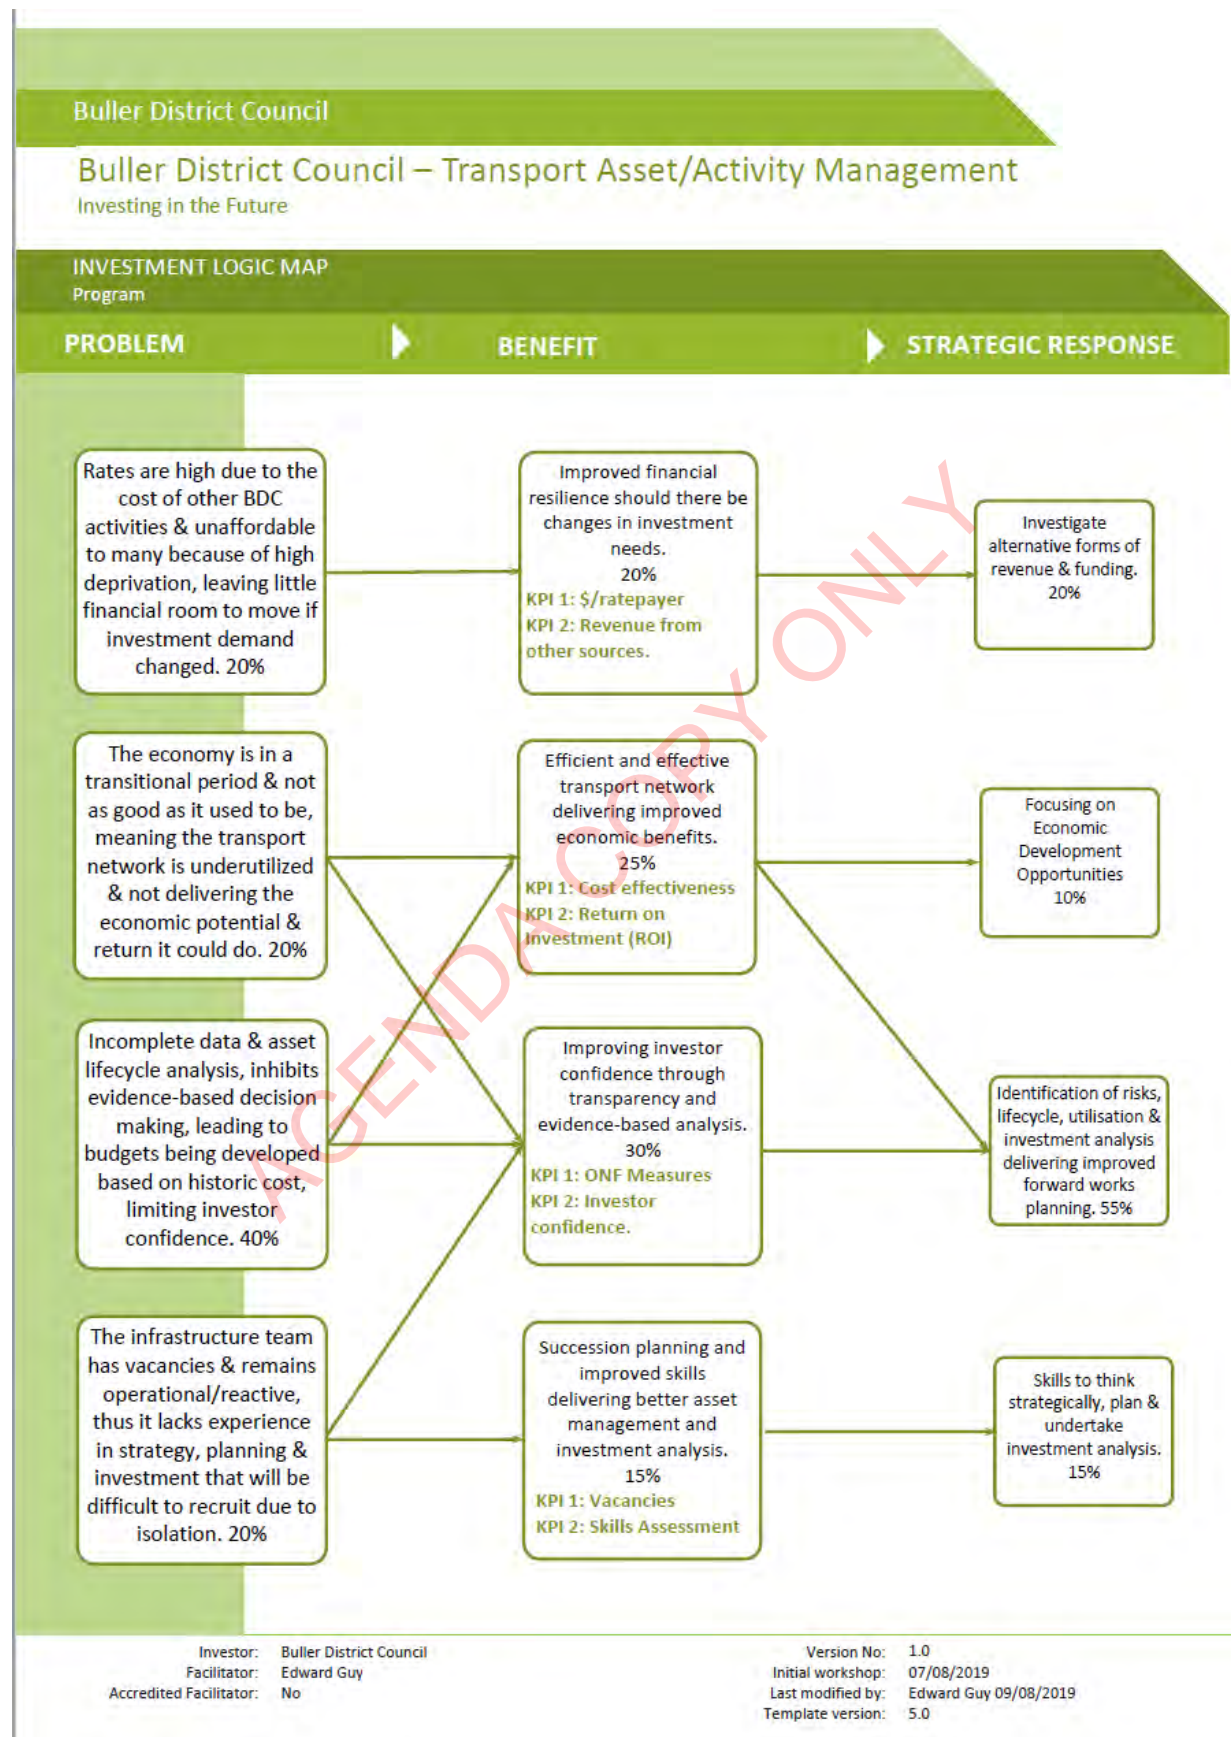 Buller District Council
Buller District Council – Transport Asset/Activity Management
Investing in the Future
INVESTMENT LOGIC MAP
Program
PROBLEM
BENEFIT
STRATEGIC RESPONSE
Rates are high due to the
cost of other BDC
activities & unaffordable
to many because of high
deprivation, leaving little
financial room to move if
investment demand
changed. 20%
Improved financial
resilience should there be
changes in investment
needs.
20%
KPI 1: $/ratepayer
KPI 2: Revenue from
other sources.
Investigate
alternative forms of
revenue & funding.
20%
The economy is in a
transitional period & not
as good as it used to be,
meaning the transport
network is underutilized
& not delivering the
economic potential &
return it could do. 20%
Efficient and effective
transport network
delivering improved
economic benefits.
25%
KPI 1: Cost effectiveness
KPI 2: Return on
Investment (ROI)
Focusing on
Economic
Development
Opportunities
10%
Incomplete data & asset
lifecycle analysis, inhibits
evidence-based decision
making, leading to
budgets being developed
based on historic cost,
limiting investor
confidence. 40%
Improving investor
confidence through
transparency and
evidence-based analysis.
30%
KPI 1: ONF Measures
KPI 2: Investor
confidence.
Identification of risks,
lifecycle, utilisation &
investment analysis
delivering improved
forward works
planning. 55%
The infrastructure team
has vacancies & remains
operational/reactive,
thus it lacks experience
in strategy, planning &
investment that will be
difficult to recruit due to
isolation. 20%
Succession planning and
improved skills
delivering better asset
management and
investment analysis.
15%
KPI 1: Vacancies
KPI 2: Skills Assessment
Skills to think
strategically, plan &
undertake
investment analysis.
15%
AGENDA COPY ONLY
Investor: Buller District Council
Facilitator: Edward Guy
Accredited Facilitator: No
Version No: 1.0
Initial workshop: 07/08/2019
Last modified by: Edward Guy 09/08/2019
Template version: 5.0